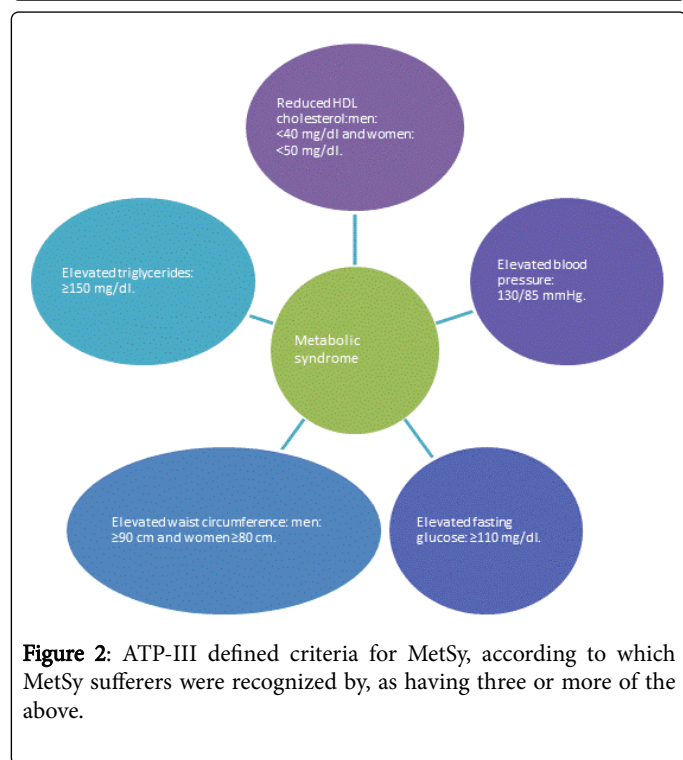 Reduced HDL
cholesterol:men:
<40 mg/dl and women:
<50 mg/dl.
Elevated triglycerides:
≥150 mg/dl.
Elevated blood
pressure:
130/85 mmHg.
Metabolic
syndrome
Elevated waist circumference: men:
≥90 cm and women ≥80 cm.
Elevated fasting
glucose: ≥110 mg/dl.
Figure 2: ATP-III defined criteria for MetSy, according to which
MetSy sufferers were recognized by, as having three or more of the
above.